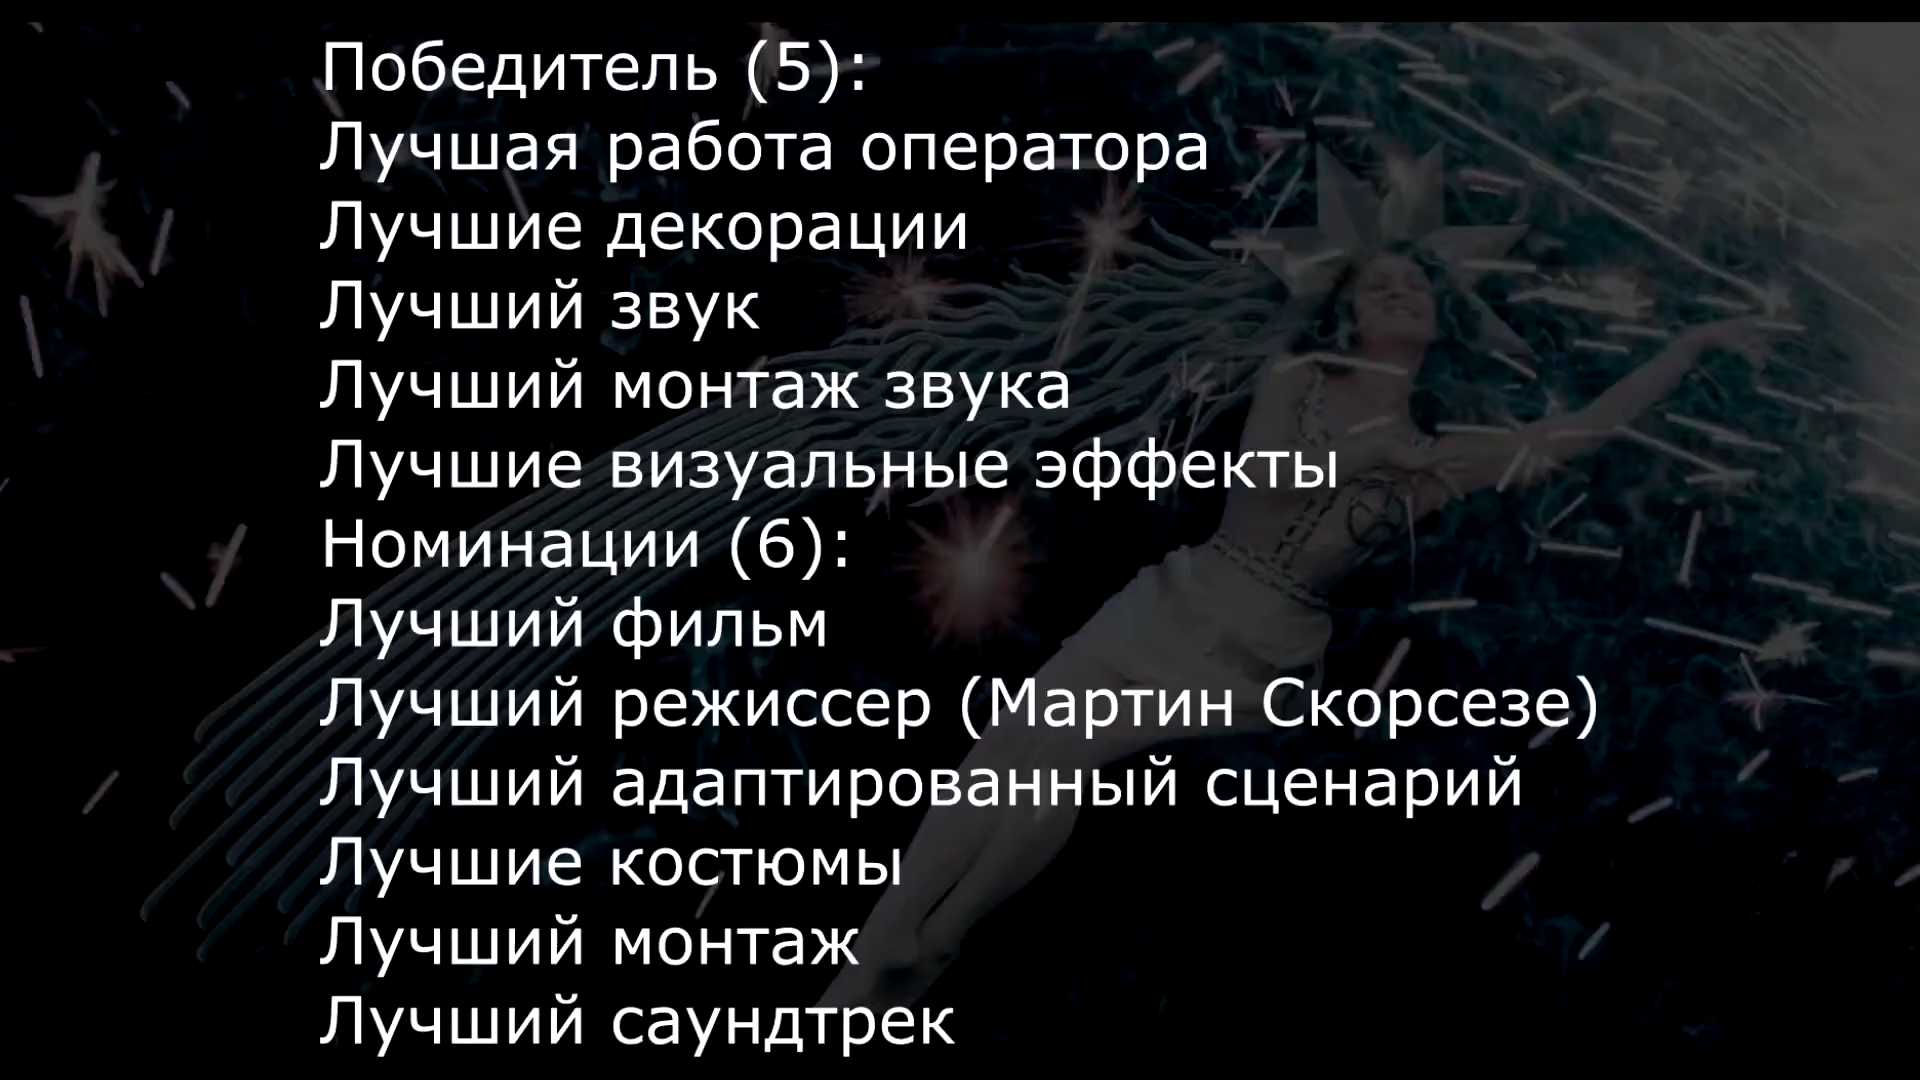 Победитель (5):
Лучшая работа оператора
Лучшие декорации
Лучший звук
Лучший монтаж звука
Лучшие визуальные эффекты
Номинации (6):
Лучший фильм
Лучший режиссер (Мартин Скорсезе)
Лучший адаптированный сценарий
Лучшие костюмы
Лучший монтаж
Лучший саундтрек